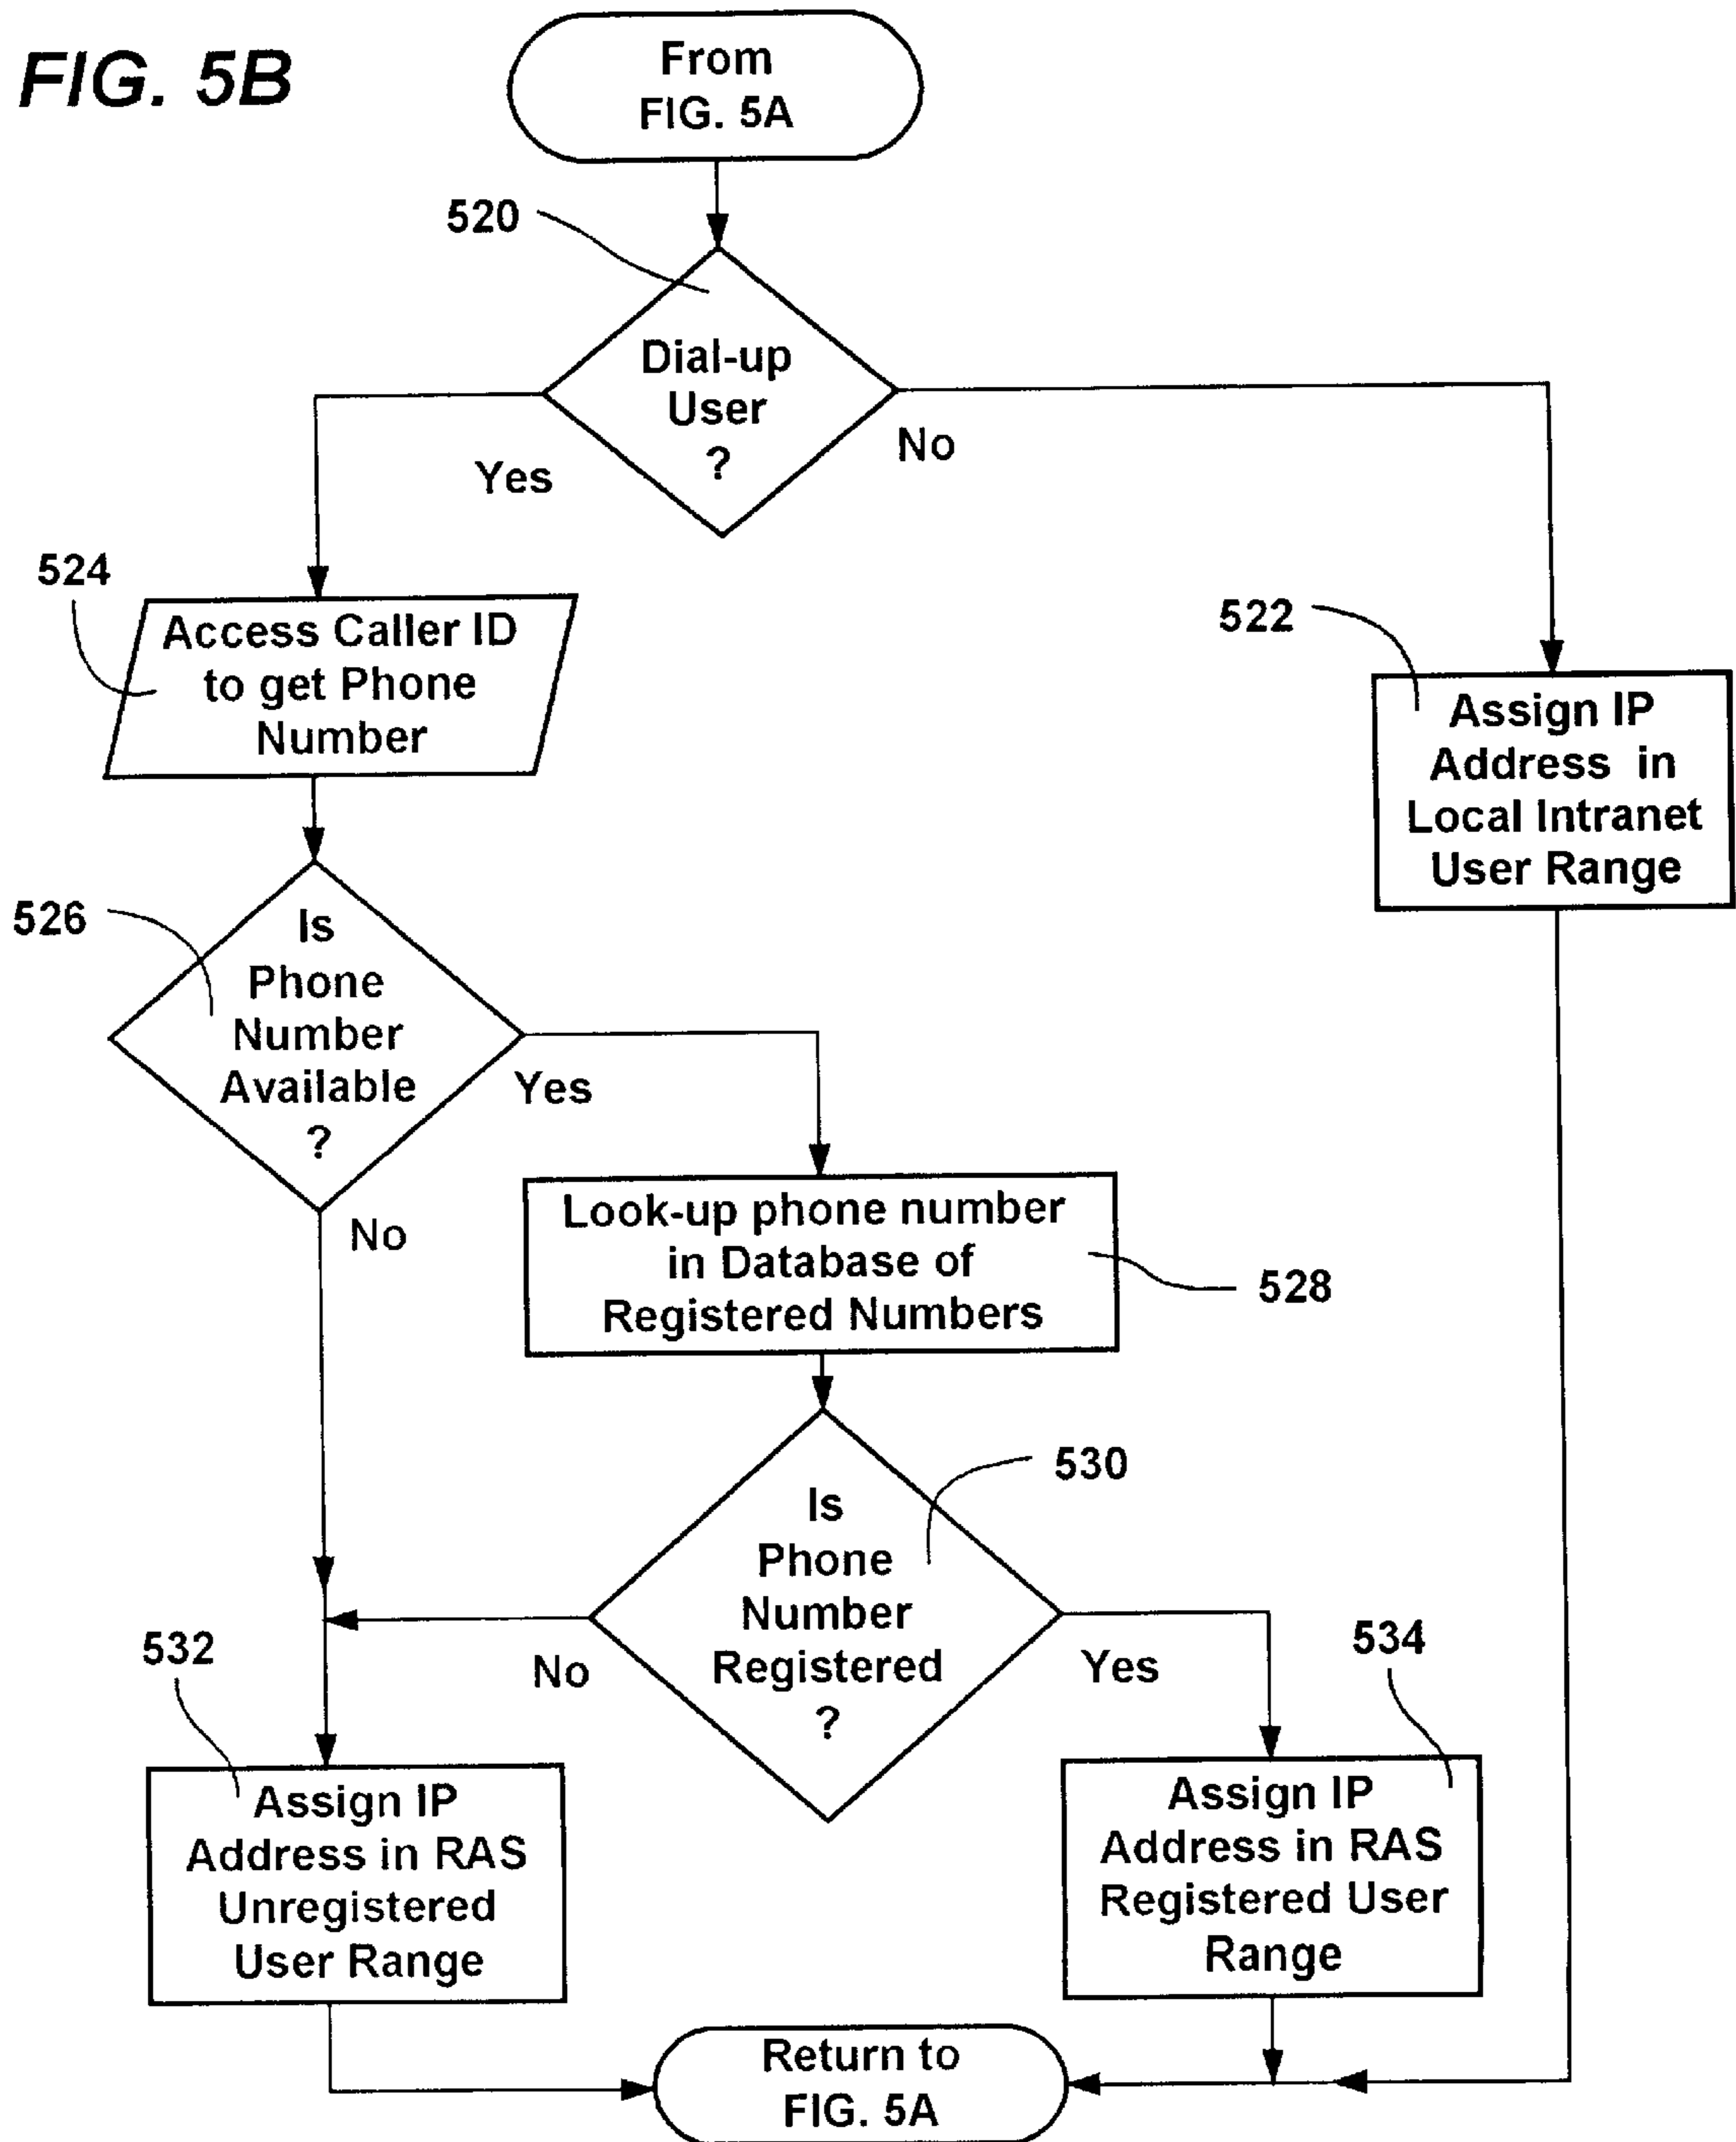 FIG. 5B
From
FIG. 5A
520
Dial-up
User
?
Yes
No
524
Access Caller ID
to get Phone
Number
522
Assign IP
Address in
Local Intranet
User Range
526
Is
Phone
Number
Available
?
Yes
No
Look-up phone number
in Database of
Registered Numbers
528
530
Is
Phone
Number
Registered
?
No
Yes
532
Assign IP
Address in RAS
Unregistered
User Range
534
Assign IP
Address in RAS
Registered User
Range
Return to
FIG. 5A